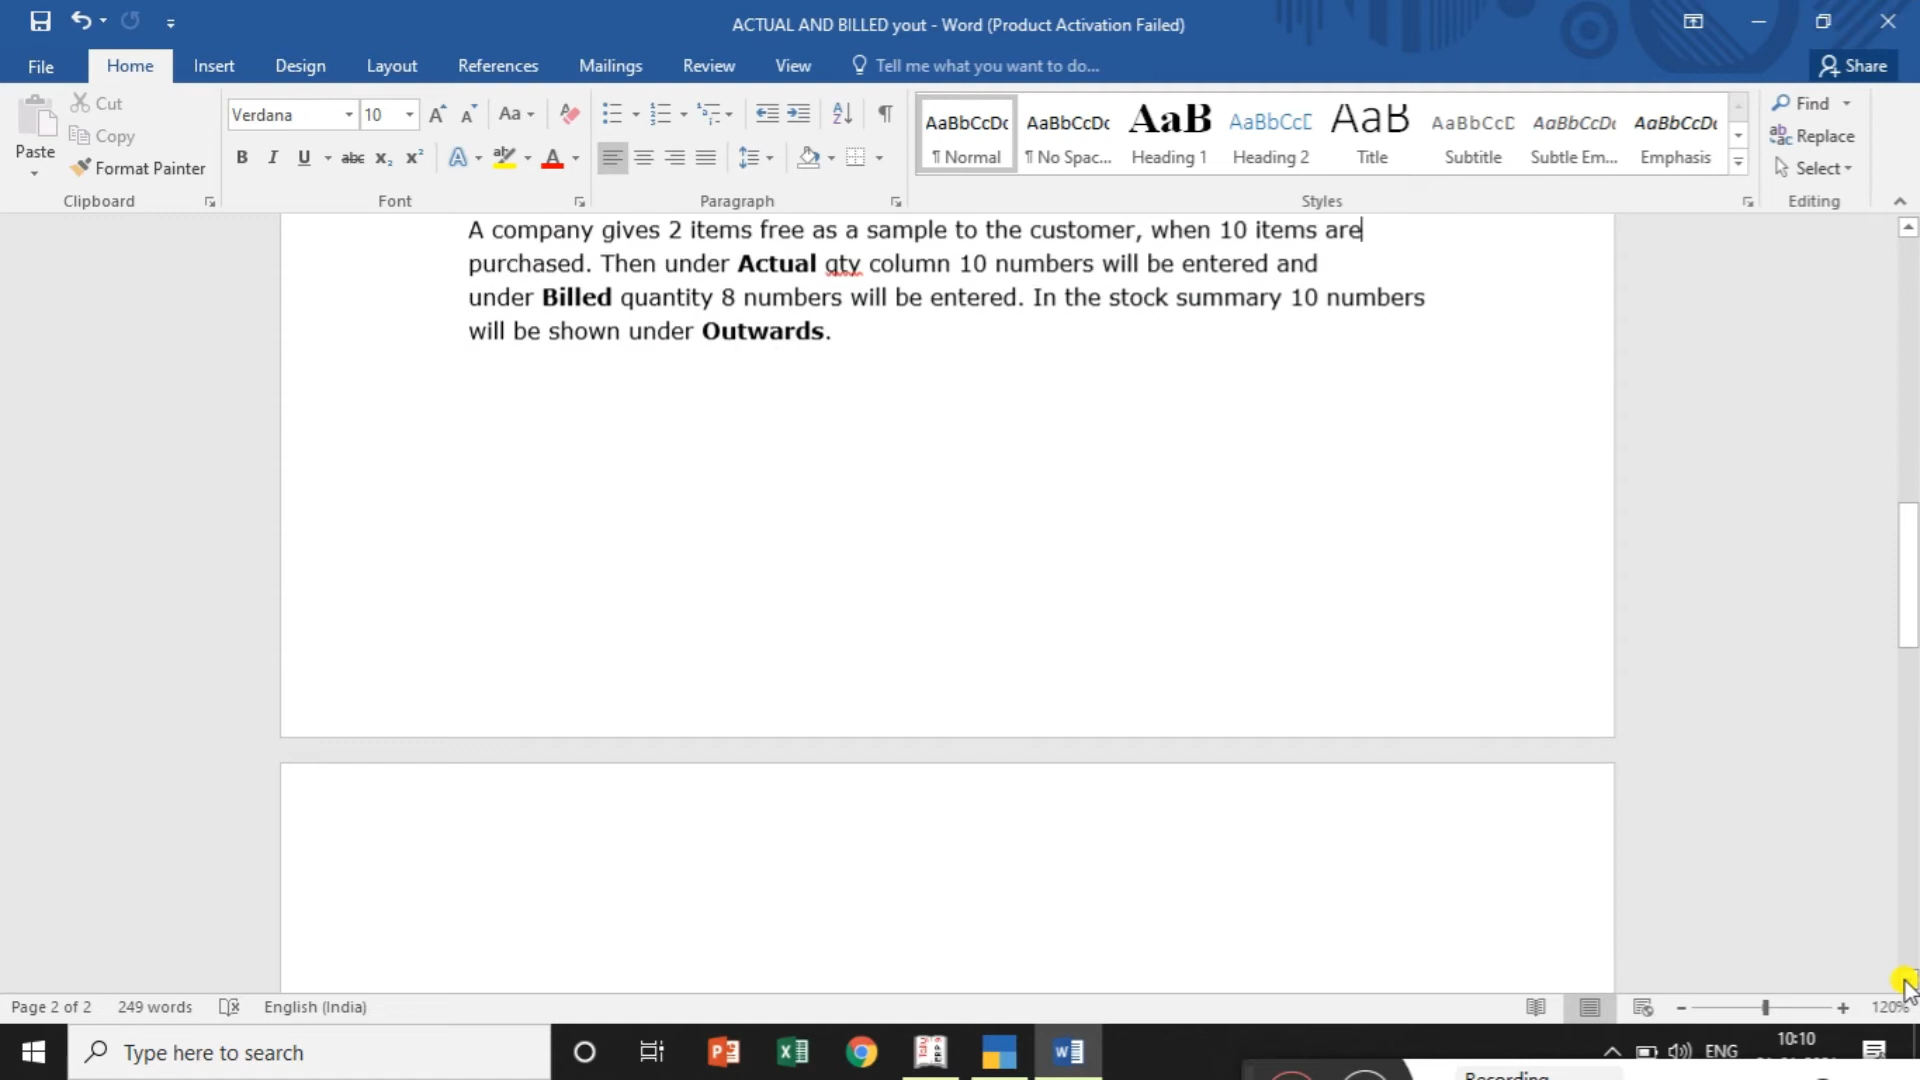 ACTUAL AND BILLED yout - Word (Product Activation Failed)
File Home Insert Design Layout References Mailings Review View Tell me what you want to do... Share
Cut
Copy
Paste
Format Painter
Clipboard
Verdana 10
Aa
B I U abc x₂ x² A A
Font
Paragraph
AaBbCcDc AaBbCcDc AaB AaBbCcD AaB AaBbCcD AaBbCcDc AaBbCcDc
¶ Normal ¶ No Spac... Heading 1 Heading 2 Title Subtitle Subtle Em... Emphasis
Styles
Find
Replace
Select
Editing
A company gives 2 items free as a sample to the customer, when 10 items are
purchased. Then under Actual qty column 10 numbers will be entered and
under Billed quantity 8 numbers will be entered. In the stock summary 10 numbers
will be shown under Outwards.
Page 2 of 2 249 words English (India) 120%
Type here to search
ENG 10:10
Recording